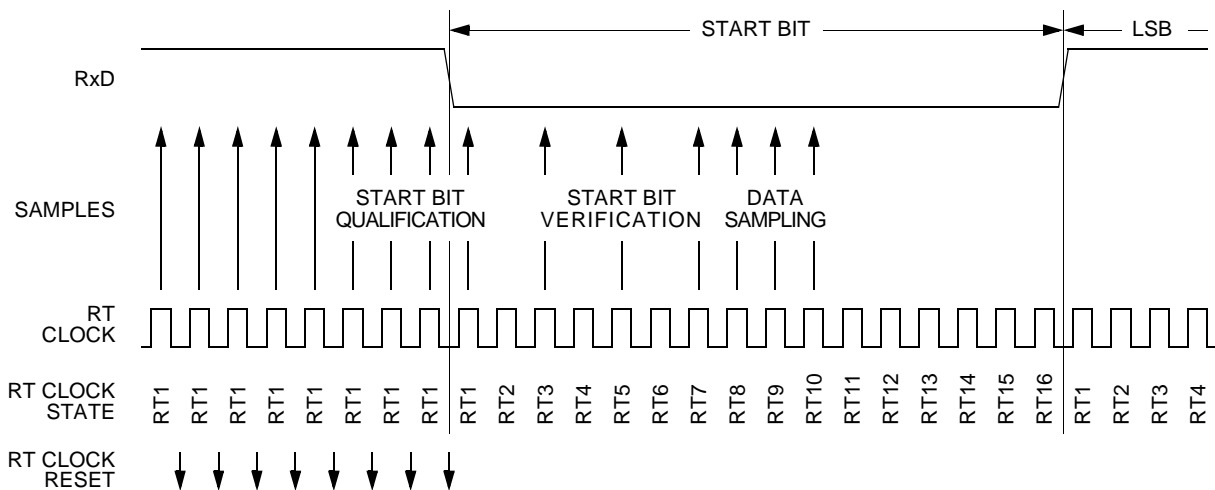 START BIT
LSB
RxD
SAMPLES
START BIT
QUALIFICATION
START BIT
VERIFICATION
DATA
SAMPLING
RT
CLOCK
RT CLOCK
STATE
RT1 RT1 RT1 RT1 RT1 RT1 RT1 RT1 RT1 RT2 RT3 RT4 RT5 RT6 RT7 RT8 RT9 RT10 RT11 RT12 RT13 RT14 RT15 RT16 RT1 RT2 RT3 RT4
RT CLOCK
RESET